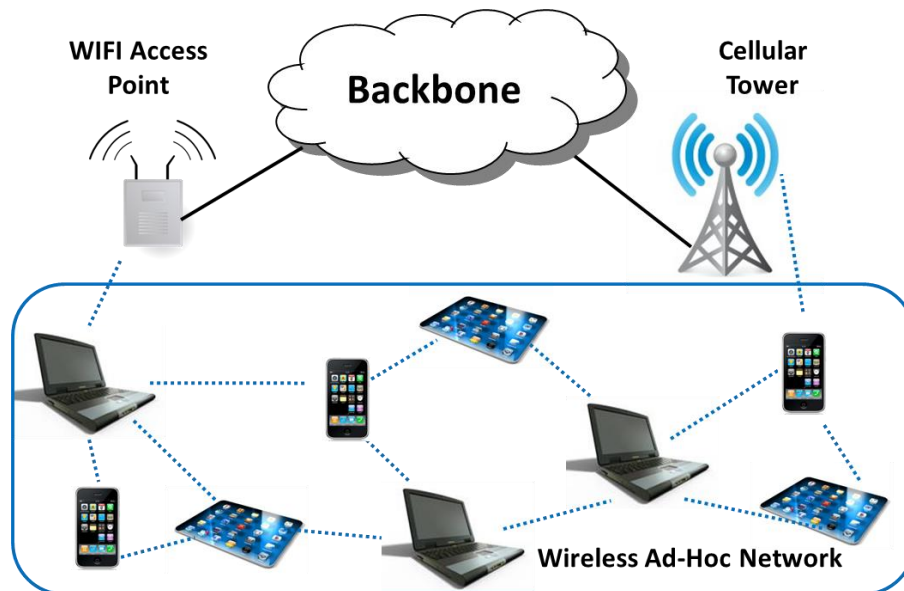 WIFI Access
Point
Backbone
Cellular
Tower
Wireless Ad-Hoc Network